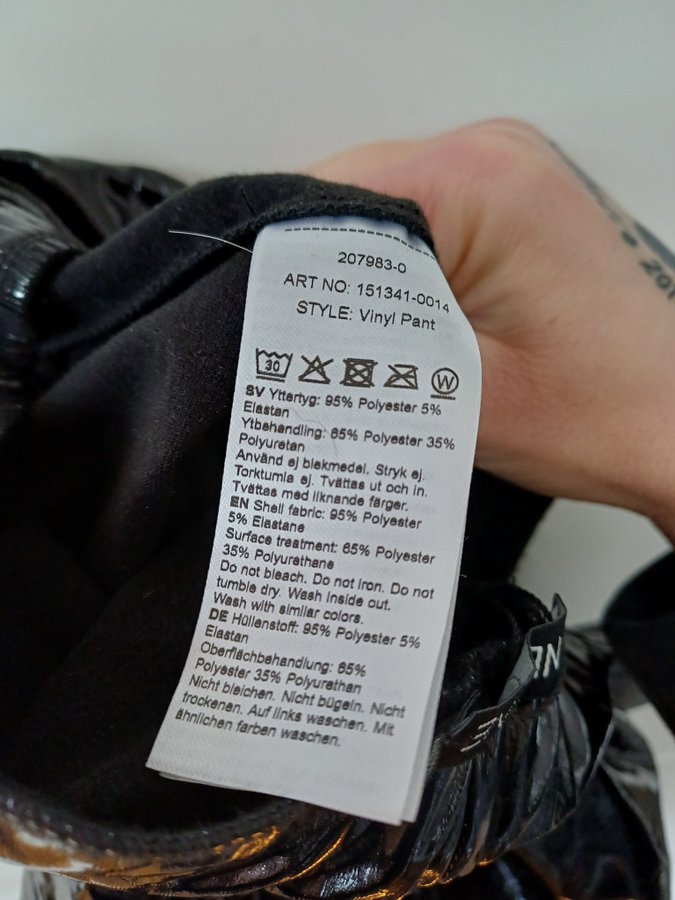 207983-0
ART NO: 151341-0014
STYLE: Vinyl Pant
30
W
SV Yttertyg: 95% Polyester 5%
Elastan
Ytbehandling: 65% Polyester 35%
Polyuretan
Använd ej blekmedel. Stryk ej.
Torktumla ej. Tvättas ut och in.
Tvättas med liknande färger.
EN Shell fabric: 95% Polyester
5% Elastane
Surface treatment: 65% Polyester
35% Polyurethane
Do not bleach. Do not iron. Do not
tumble dry. Wash inside out.
Wash with similar colors.
DE Hüllenstoff: 95% Polyester 5%
Elastan
Oberflächbehandlung: 65%
Polyester 35% Polyurethan
Nicht bleichen. Nicht bügeln. Nicht
trockenen. Auf links waschen. Mit
ähnlichen farben waschen.